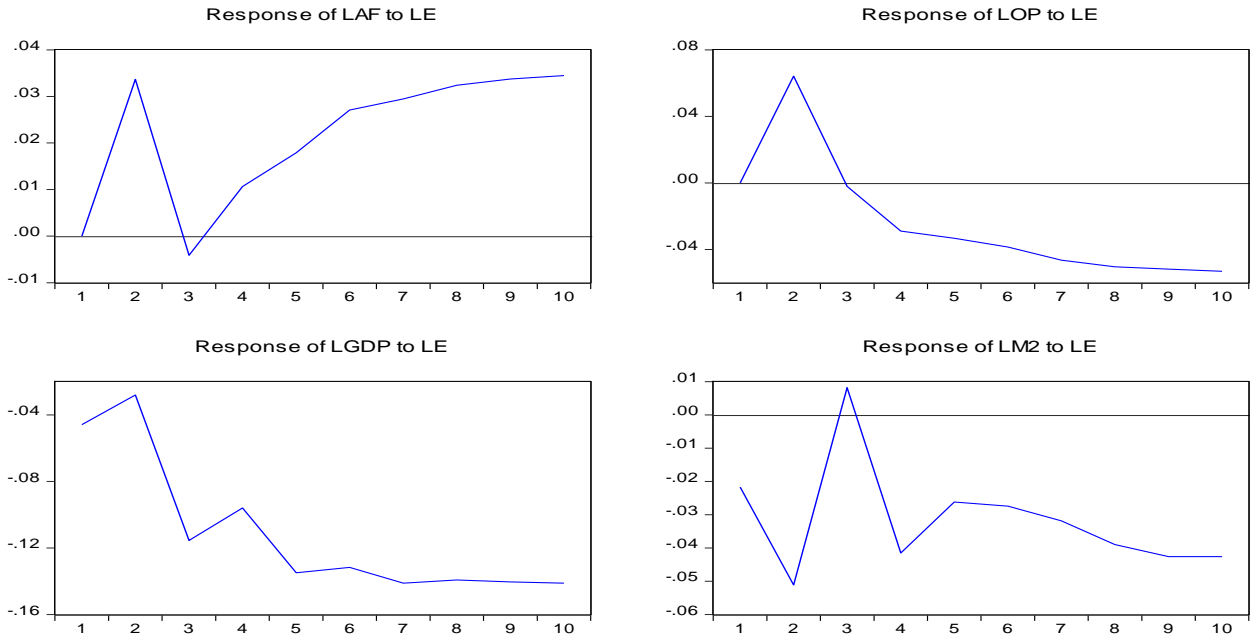 Response of LAF to LE
.04
.03
.02
.01
.00
-.01
1 2 3 4 5 6 7 8 9 10
Response of LOP to LE
.08
.04
.00
-.04
1 2 3 4 5 6 7 8 9 10
Response of LGDP to LE
-.04
-.08
-.12
-.16
1 2 3 4 5 6 7 8 9 10
Response of LM2 to LE
.01
.00
-.01
-.02
-.03
-.04
-.05
-.06
1 2 3 4 5 6 7 8 9 10